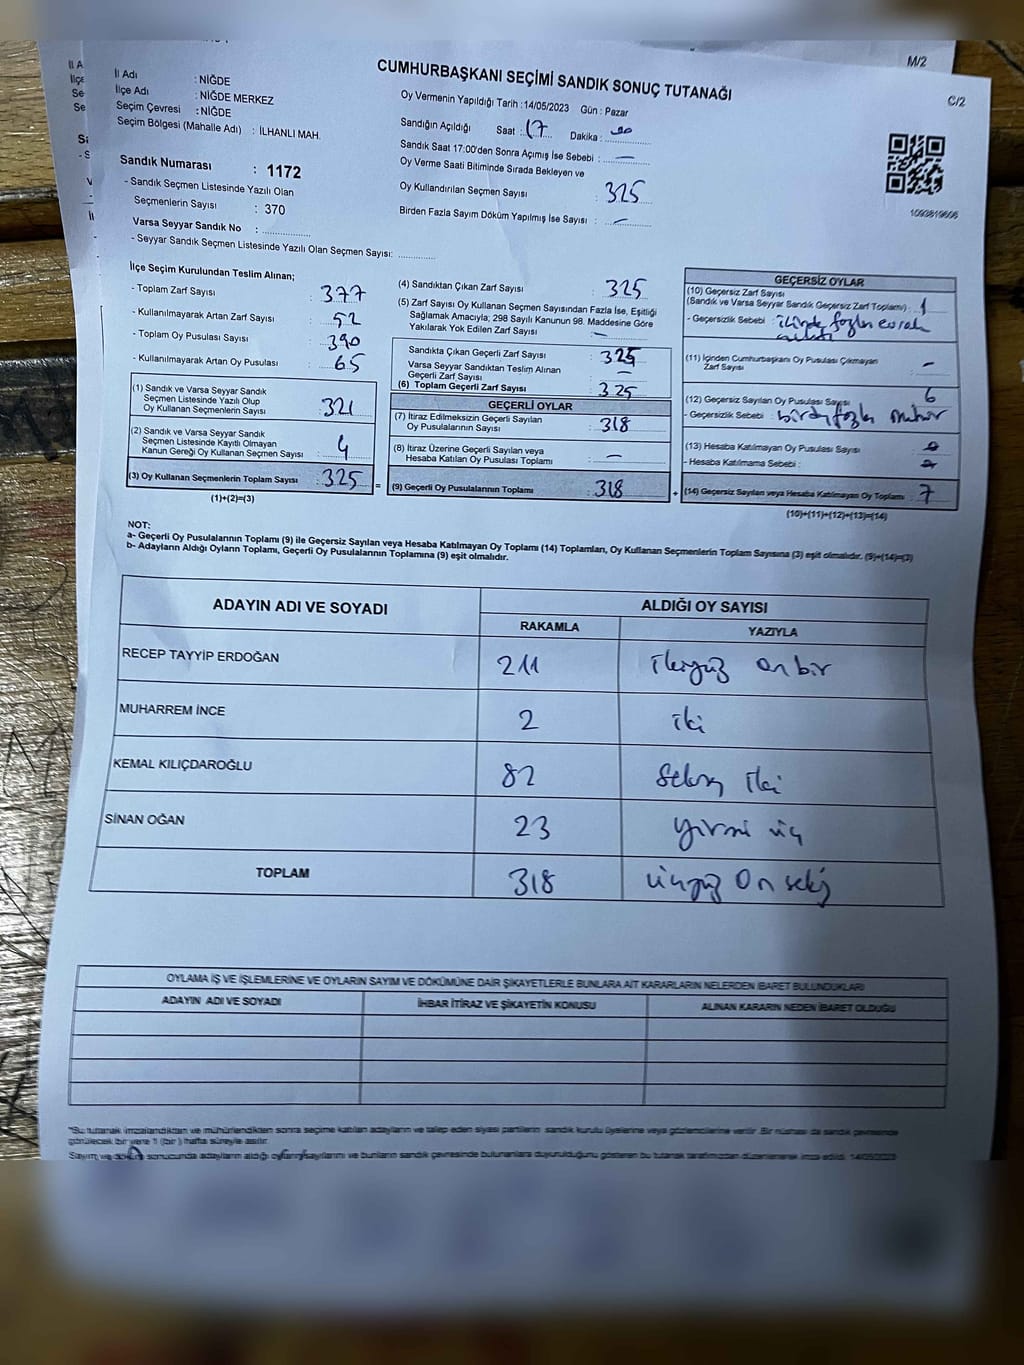 M/2
CUMHURBAŞKANI SEÇİMİ SANDIK SONUÇ TUTANAĞI
C/2
İl Adı : NİĞDE
İlçe Adı : NİĞDE MERKEZ
Seçim Çevresi : NİĞDE
Seçim Bölgesi (Mahalle Adı) : İLHANLI MAH.
Sandık Numarası : 1172
- Sandık Seçmen Listesinde Yazılı Olan
Seçmenlerin Sayısı : 370
Varsa Seyyar Sandık No : ..............
- Seyyar Sandık Seçmen Listesinde Yazılı Olan Seçmen Sayısı: ............
Oy Vermenin Yapıldığı Tarih : 14/05/2023 Gün : Pazar
Sandığın Açıldığı Saat : 17 Dakika :
Sandık Saat 17:00'den Sonra Açımış İse Sebebi : —
Oy Verme Saati Bitiminde Sırada Bekleyen ve
Oy Kullandırılan Seçmen Sayısı : 325
Birden Fazla Sayım Döküm Yapılmış İse Sayısı : —
1093819606
İlçe Seçim Kurulundan Teslim Alınan;
- Toplam Zarf Sayısı : 377
- Kullanılmayarak Artan Zarf Sayısı : 52
- Toplam Oy Pusulası Sayısı : 390
- Kullanılmayarak Artan Oy Pusulası : 65
(1) Sandık ve Varsa Seyyar Sandık
Seçmen Listesinde Yazılı Olup
Oy Kullanan Seçmenlerin Sayısı : 321
(2) Sandık ve Varsa Seyyar Sandık
Seçmen Listesinde Kayıtlı Olmayan
Kanun Gereği Oy Kullanan Seçmen Sayısı : 4
(3) Oy Kullanan Seçmenlerin Toplam Sayısı : 325
(1)+(2)=(3)
=
(4) Sandıktan Çıkan Zarf Sayısı : 325
(5) Zarf Sayısı Oy Kullanan Seçmen Sayısından Fazla İse, Eşitliği
Sağlamak Amacıyla; 298 Sayılı Kanunun 98. Maddesine Göre
Yakılarak Yok Edilen Zarf Sayısı : —
Sandıkta Çıkan Geçerli Zarf Sayısı : 325
Varsa Seyyar Sandıktan Teslim Alınan
Geçerli Zarf Sayısı : —
(6) Toplam Geçerli Zarf Sayısı : 325
GEÇERLİ OYLAR
(7) İtiraz Edilmeksizin Geçerli Sayılan
Oy Pusulalarının Sayısı : 318
(8) İtiraz Üzerine Geçerli Sayılan veya
Hesaba Katılan Oy Pusulası Toplamı : —
(9) Geçerli Oy Pusulalarının Toplamı : 318
+
GEÇERSİZ OYLAR
(10) Geçersiz Zarf Sayısı
(Sandık ve Varsa Seyyar Sandık Geçersiz Zarf Toplamı) : 1
- Geçersizlik Sebebi : içinde fazla evrak
(11) İçinden Cumhurbaşkanı Oy Pusulası Çıkmayan
Zarf Sayısı : —
(12) Geçersiz Sayılan Oy Pusulası Sayısı : 6
- Geçersizlik Sebebi : birden fazla mühür
(13) Hesaba Katılmayan Oy Pusulası Sayısı :
- Hesaba Katılmama Sebebi :
(14) Geçersiz Sayılan veya Hesaba Katılmayan Oy Toplamı : 7
(10)+(11)+(12)+(13)=(14)
NOT:
a- Geçerli Oy Pusulalarının Toplamı (9) ile Geçersiz Sayılan veya Hesaba Katılmayan Oy Toplamı (14) Toplamları, Oy Kullanan Seçmenlerin Toplam Sayısına (3) eşit olmalıdır. (9)+(14)=(3)
b- Adayların Aldığı Oyların Toplamı, Geçerli Oy Pusulalarının Toplamına (9) eşit olmalıdır.
ADAYIN ADI VE SOYADI ALDIĞI OY SAYISI
RAKAMLA YAZIYLA
RECEP TAYYİP ERDOĞAN 211 ikiyüz on bir
MUHARREM İNCE 2 iki
KEMAL KILIÇDAROĞLU 82 Seksen iki
SİNAN OĞAN 23 yirmi üç
TOPLAM 318 üçyüz On sekiz
OYLAMA İŞ VE İŞLEMLERİNE VE OYLARIN SAYIM VE DÖKÜMÜNE DAİR ŞİKAYETLERLE BUNLARA AİT KARARLARIN NELERDEN İBARET BULUNDUKLARI
ADAYIN ADI VE SOYADI İHBAR İTİRAZ VE ŞİKAYETİN KONUSU ALINAN KARARIN NEDEN İBARET OLDUĞU
"Bu tutanak imzalandıktan ve mühürlendikten sonra seçime katılan adayların ve talep eden siyasi partilerin sandık kurulu üyelerine veya gözlemcilerine verilir. Bir nüshası da sandık çevresinde
görülecek bir yere 1 (bir) hafta süreyle asılır.
Sayım ve döküm sonucunda adayların aldığı oyların sayılarını ve bunların sandık çevresinde bulunanlara duyurulduğunu gösteren bu tutanak tarafımızdan düzenlenerek imza edildi. 14/05/2023